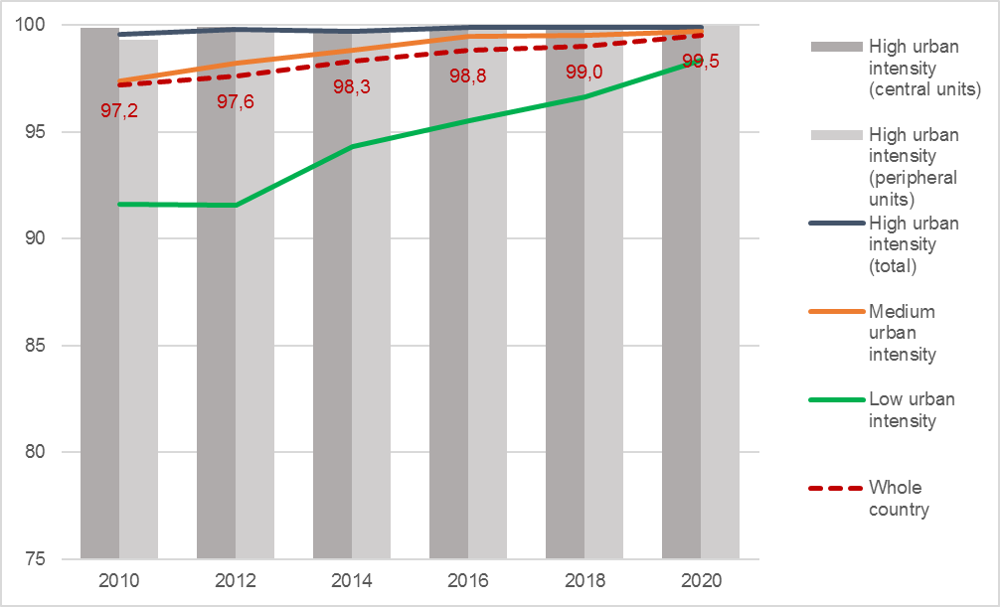 100
95
90
85
80
75
97,2
97,6
98,3
98,8
99,0
99,5
2010
2012
2014
2016
2018
2020
High urban
intensity
(central units)
High urban
intensity
(peripheral
units)
High urban
intensity
(total)
Medium
urban
intensity
Low urban
intensity
Whole
country